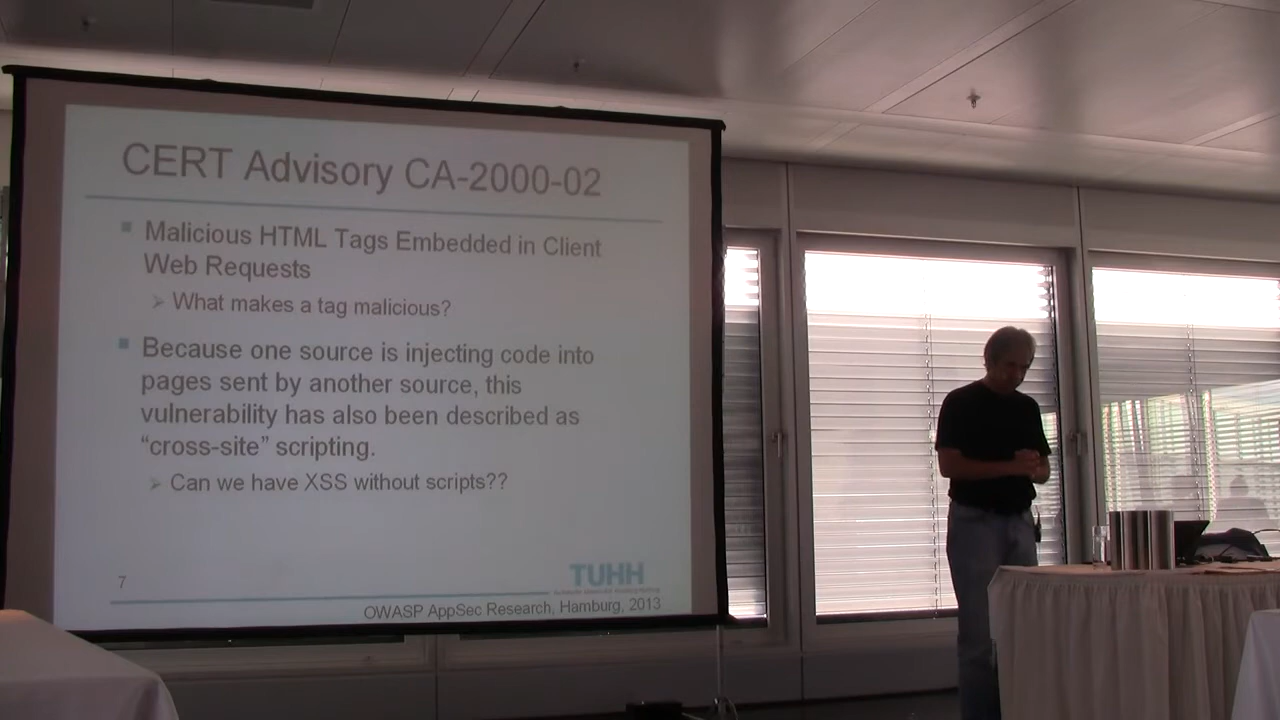 CERT Advisory CA-2000-02
Malicious HTML Tags Embedded in Client
Web Requests
What makes a tag malicious?
Because one source is injecting code into
pages sent by another source, this
vulnerability has also been described as
“cross-site” scripting.
Can we have XSS without scripts??
7
TUHH
OWASP AppSec Research, Hamburg, 2013